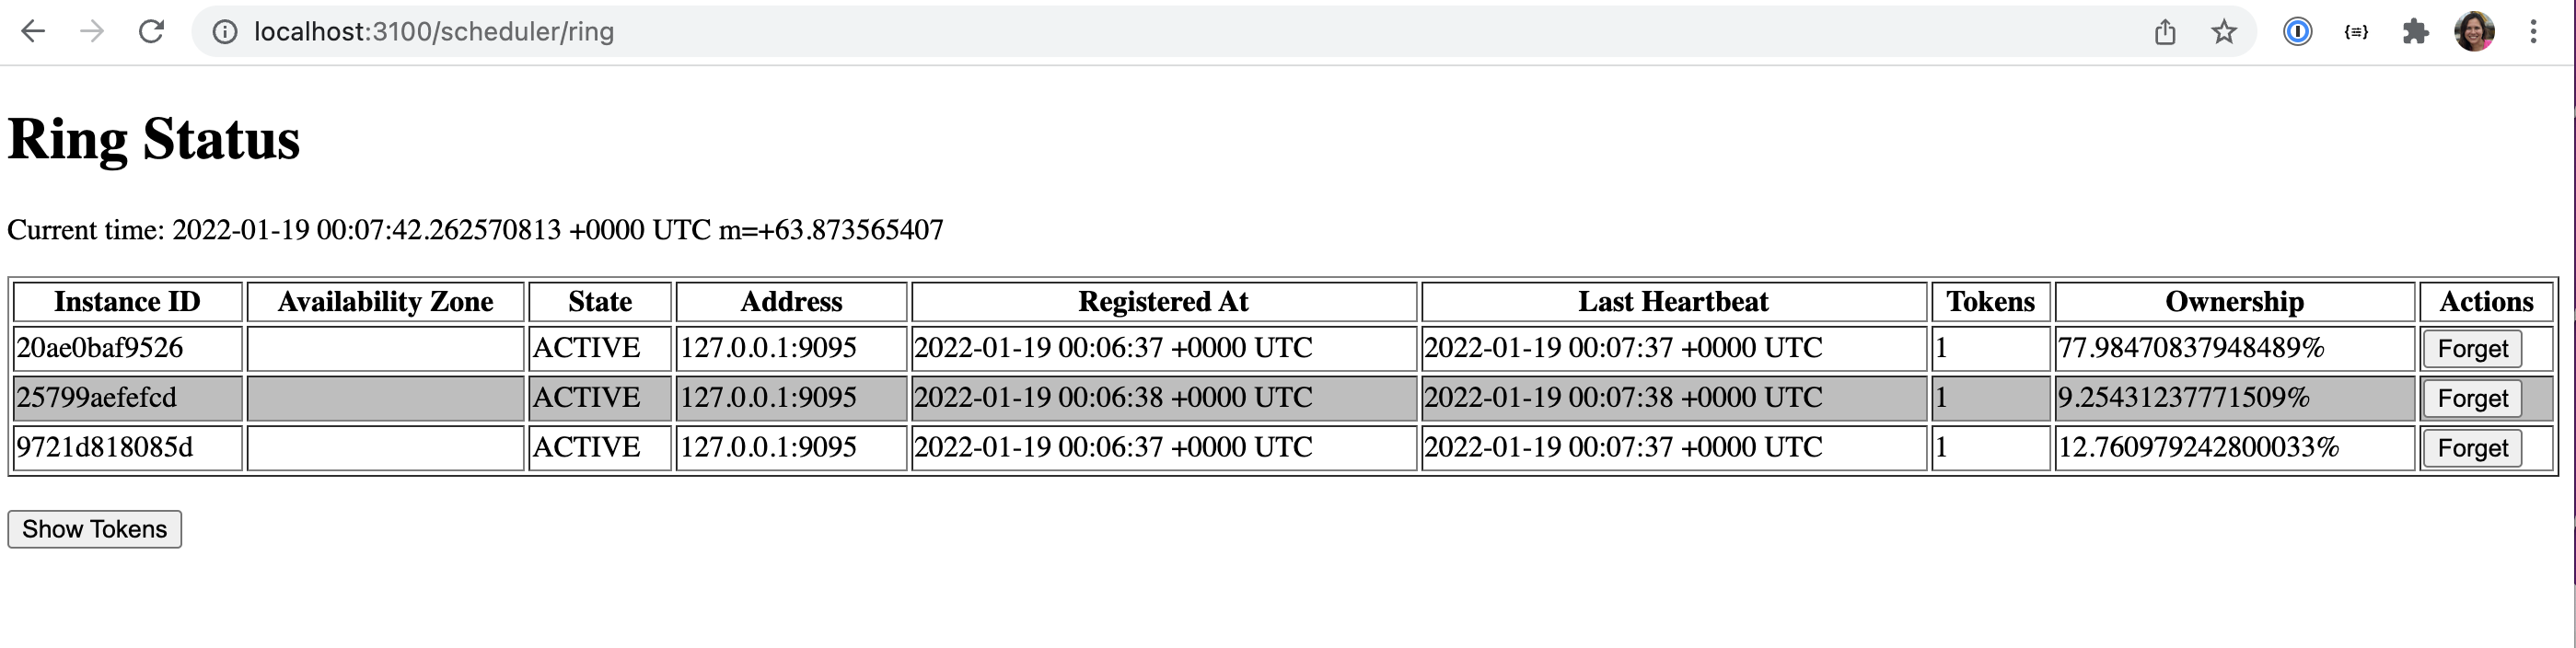 localhost:3100/scheduler/ring
Ring Status
Current time: 2022-01-19 00:07:42.262570813 +0000 UTC m=+63.873565407
Instance ID Availability Zone State Address Registered At Last Heartbeat Tokens Ownership Actions
20ae0baf9526 ACTIVE 127.0.0.1:9095 2022-01-19 00:06:37 +0000 UTC 2022-01-19 00:07:37 +0000 UTC 1 77.98470837948489% Forget
25799aefefcd ACTIVE 127.0.0.1:9095 2022-01-19 00:06:38 +0000 UTC 2022-01-19 00:07:38 +0000 UTC 1 9.25431237771509% Forget
9721d818085d ACTIVE 127.0.0.1:9095 2022-01-19 00:06:37 +0000 UTC 2022-01-19 00:07:37 +0000 UTC 1 12.760979242800033% Forget
Show Tokens